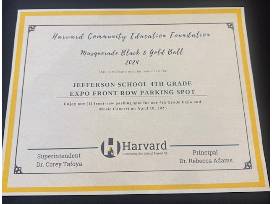 Harvard Community Education Foundation
Masquerade Black & Gold Ball
2024
JEFFERSON SCHOOL 4TH GRADE
EXPO FRONT ROW PARKING SPOT
Harvard
Superintendent
Dr. Corey Tafoya
Principal
Dr. Rebecca Adams